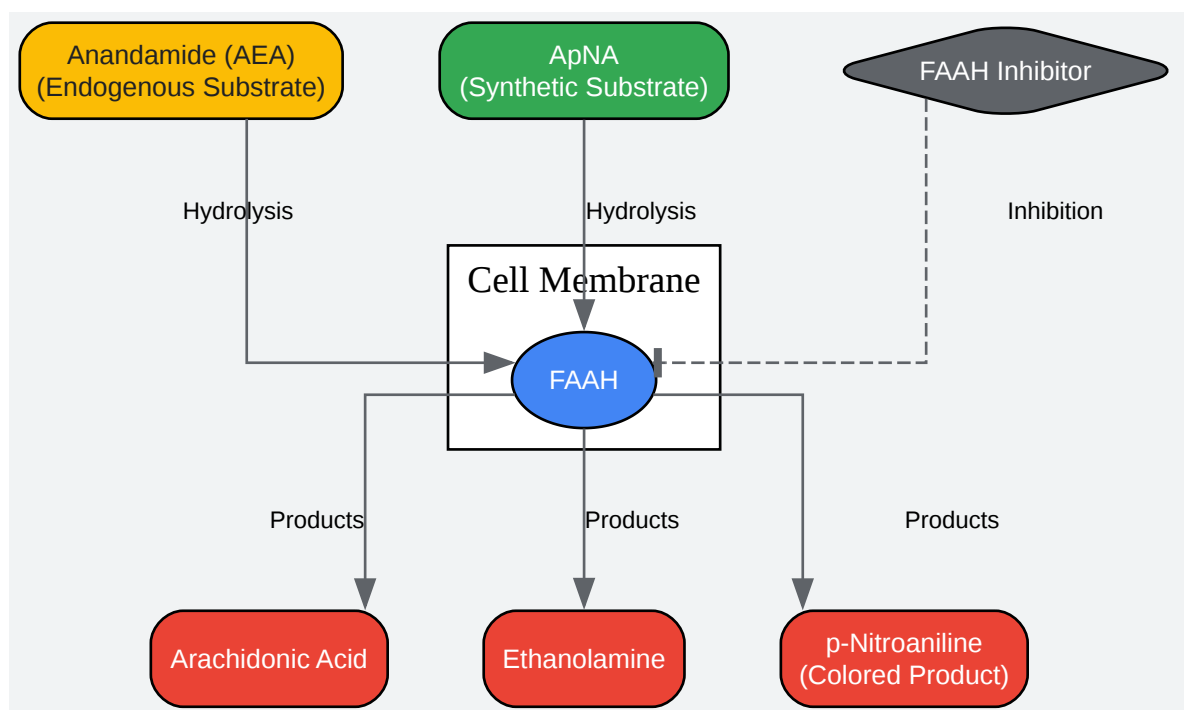 Anandamide (AEA)
(Endogenous Substrate)
ApNA
(Synthetic Substrate)
FAAH Inhibitor
Hydrolysis
Hydrolysis
Inhibition
Cell Membrane
FAAH
Products
Products
Products
Arachidonic Acid
Ethanolamine
p-Nitroaniline
(Colored Product)